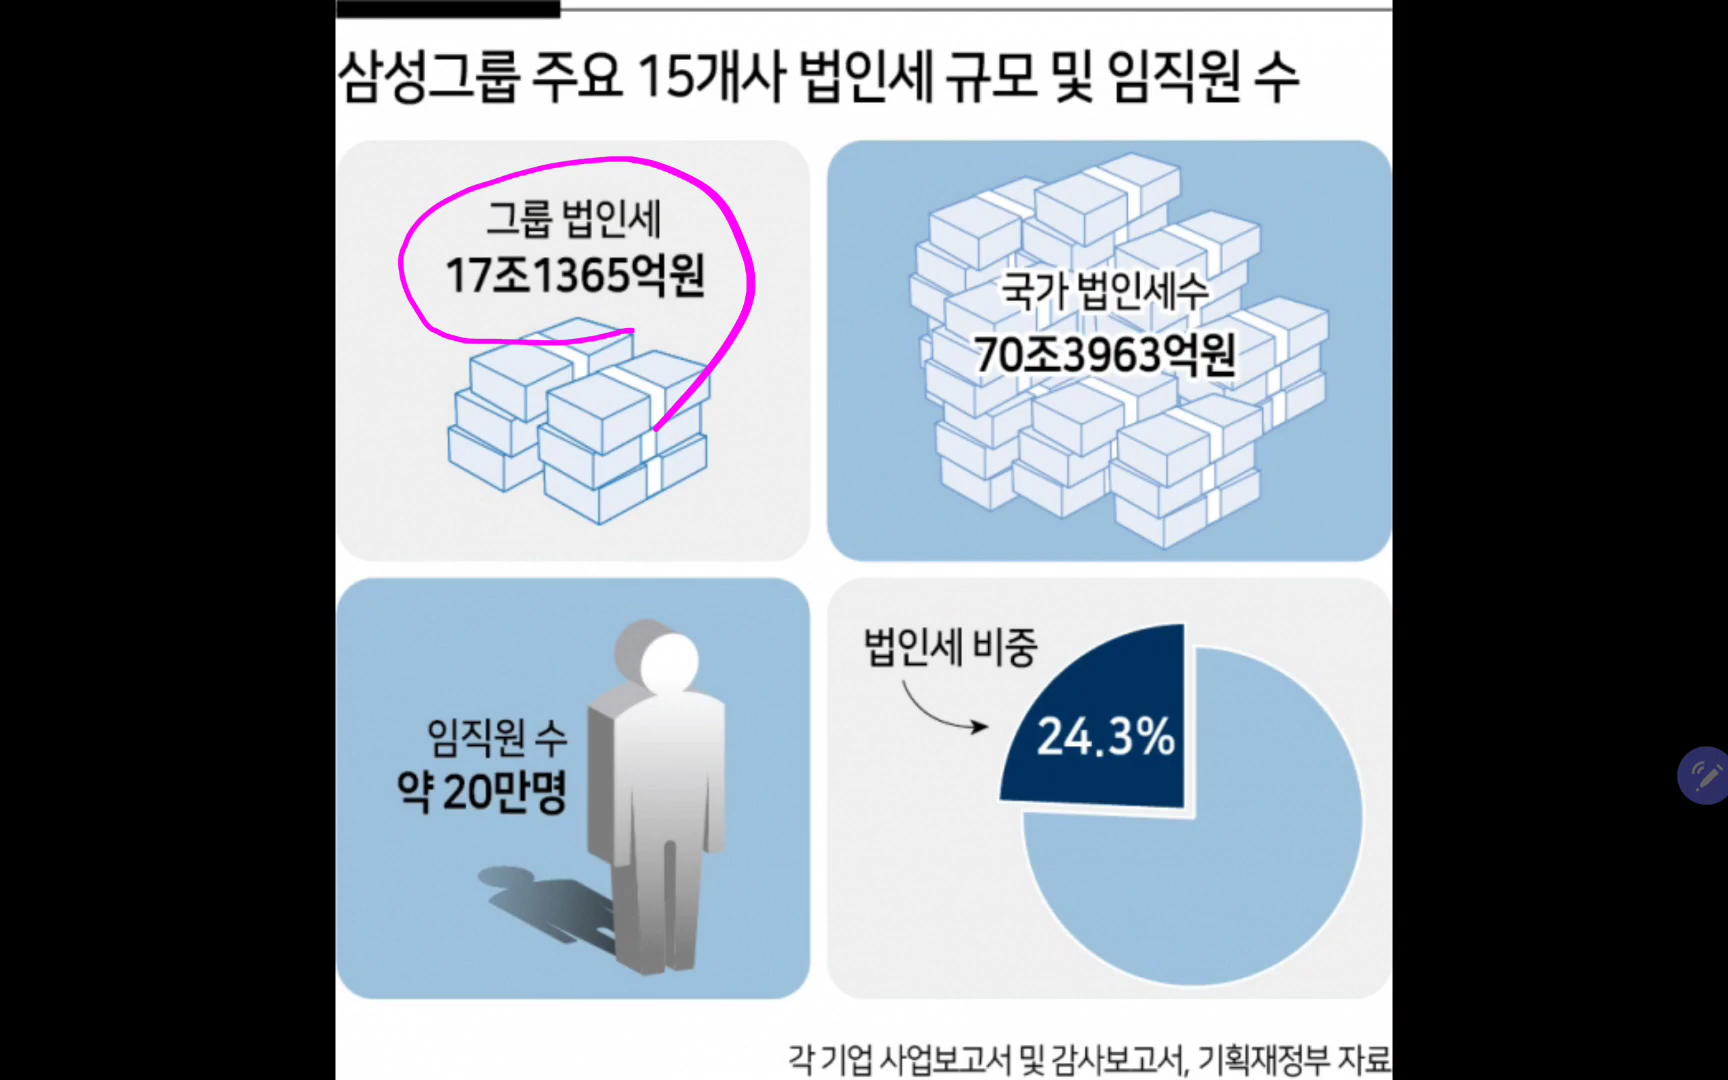 삼성그룹 주요 15개사 법인세 규모 및 임직원 수
그룹 법인세
17조1365억원
국가 법인세수
70조3963억원
임직원 수
약 20만명
법인세 비중
24.3%
각 기업 사업보고서 및 감사보고서, 기획재정부 자료